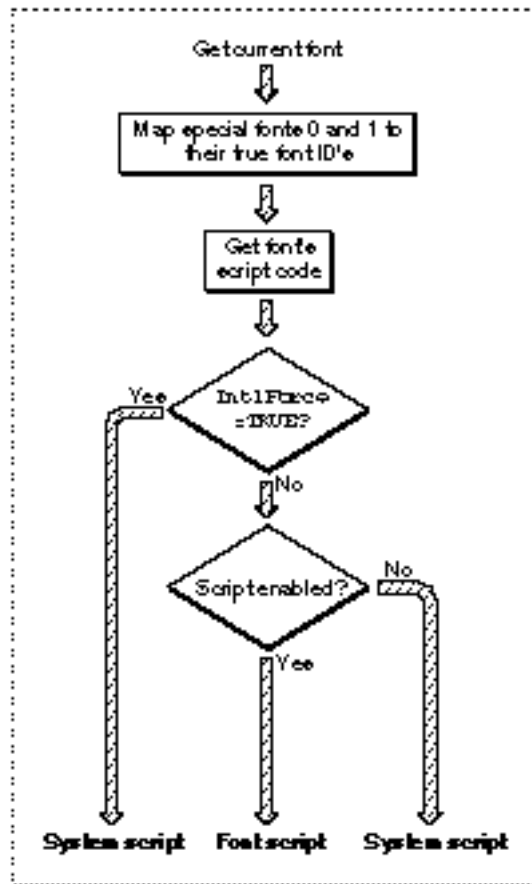 Get current font
Map special fonts 0 and 1 to
their true font ID's
Get font's
script code
Yes
IntlForce
=TRUE?
No
Script enabled?
No
Yes
System script
Font script
System script